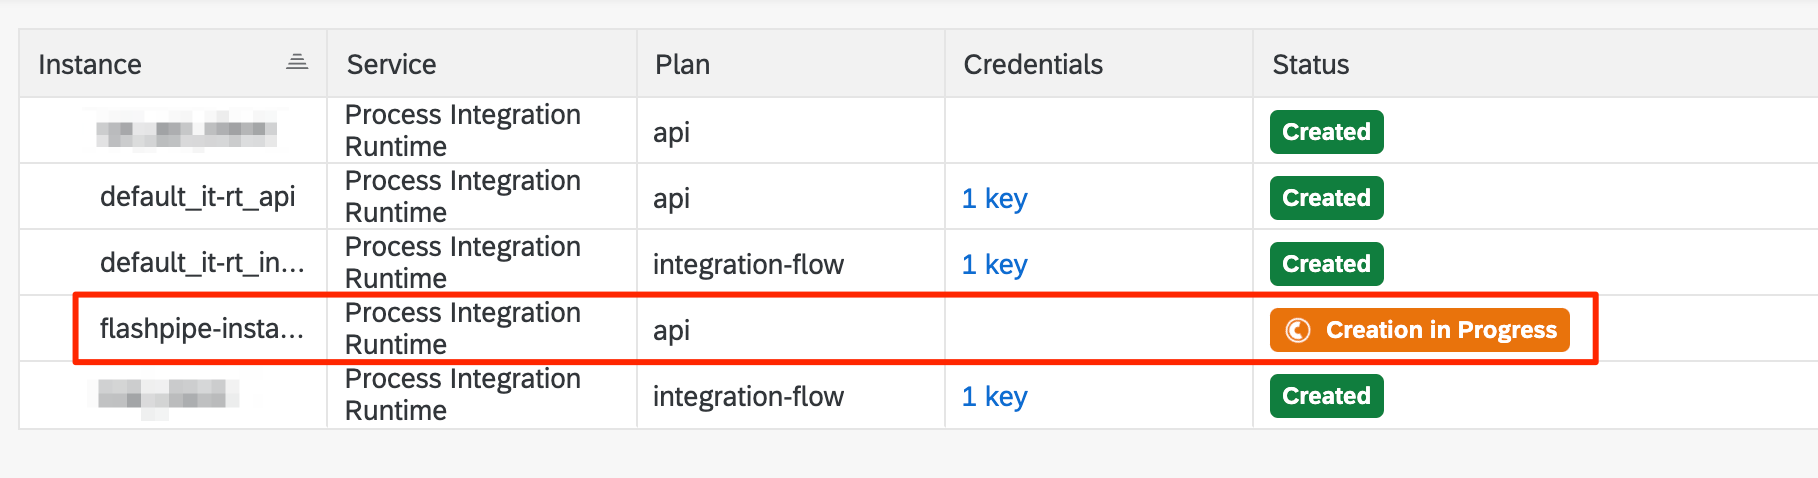 Instance
Service
Plan
Credentials
Status
Process Integration
Runtime
api
Created
default_it-rt_api
Process Integration
Runtime
api
1 key
Created
default_it-rt_in...
Process Integration
Runtime
integration-flow
1 key
Created
flashpipe-insta...
Process Integration
Runtime
api
Creation in Progress
Process Integration
Runtime
integration-flow
1 key
Created